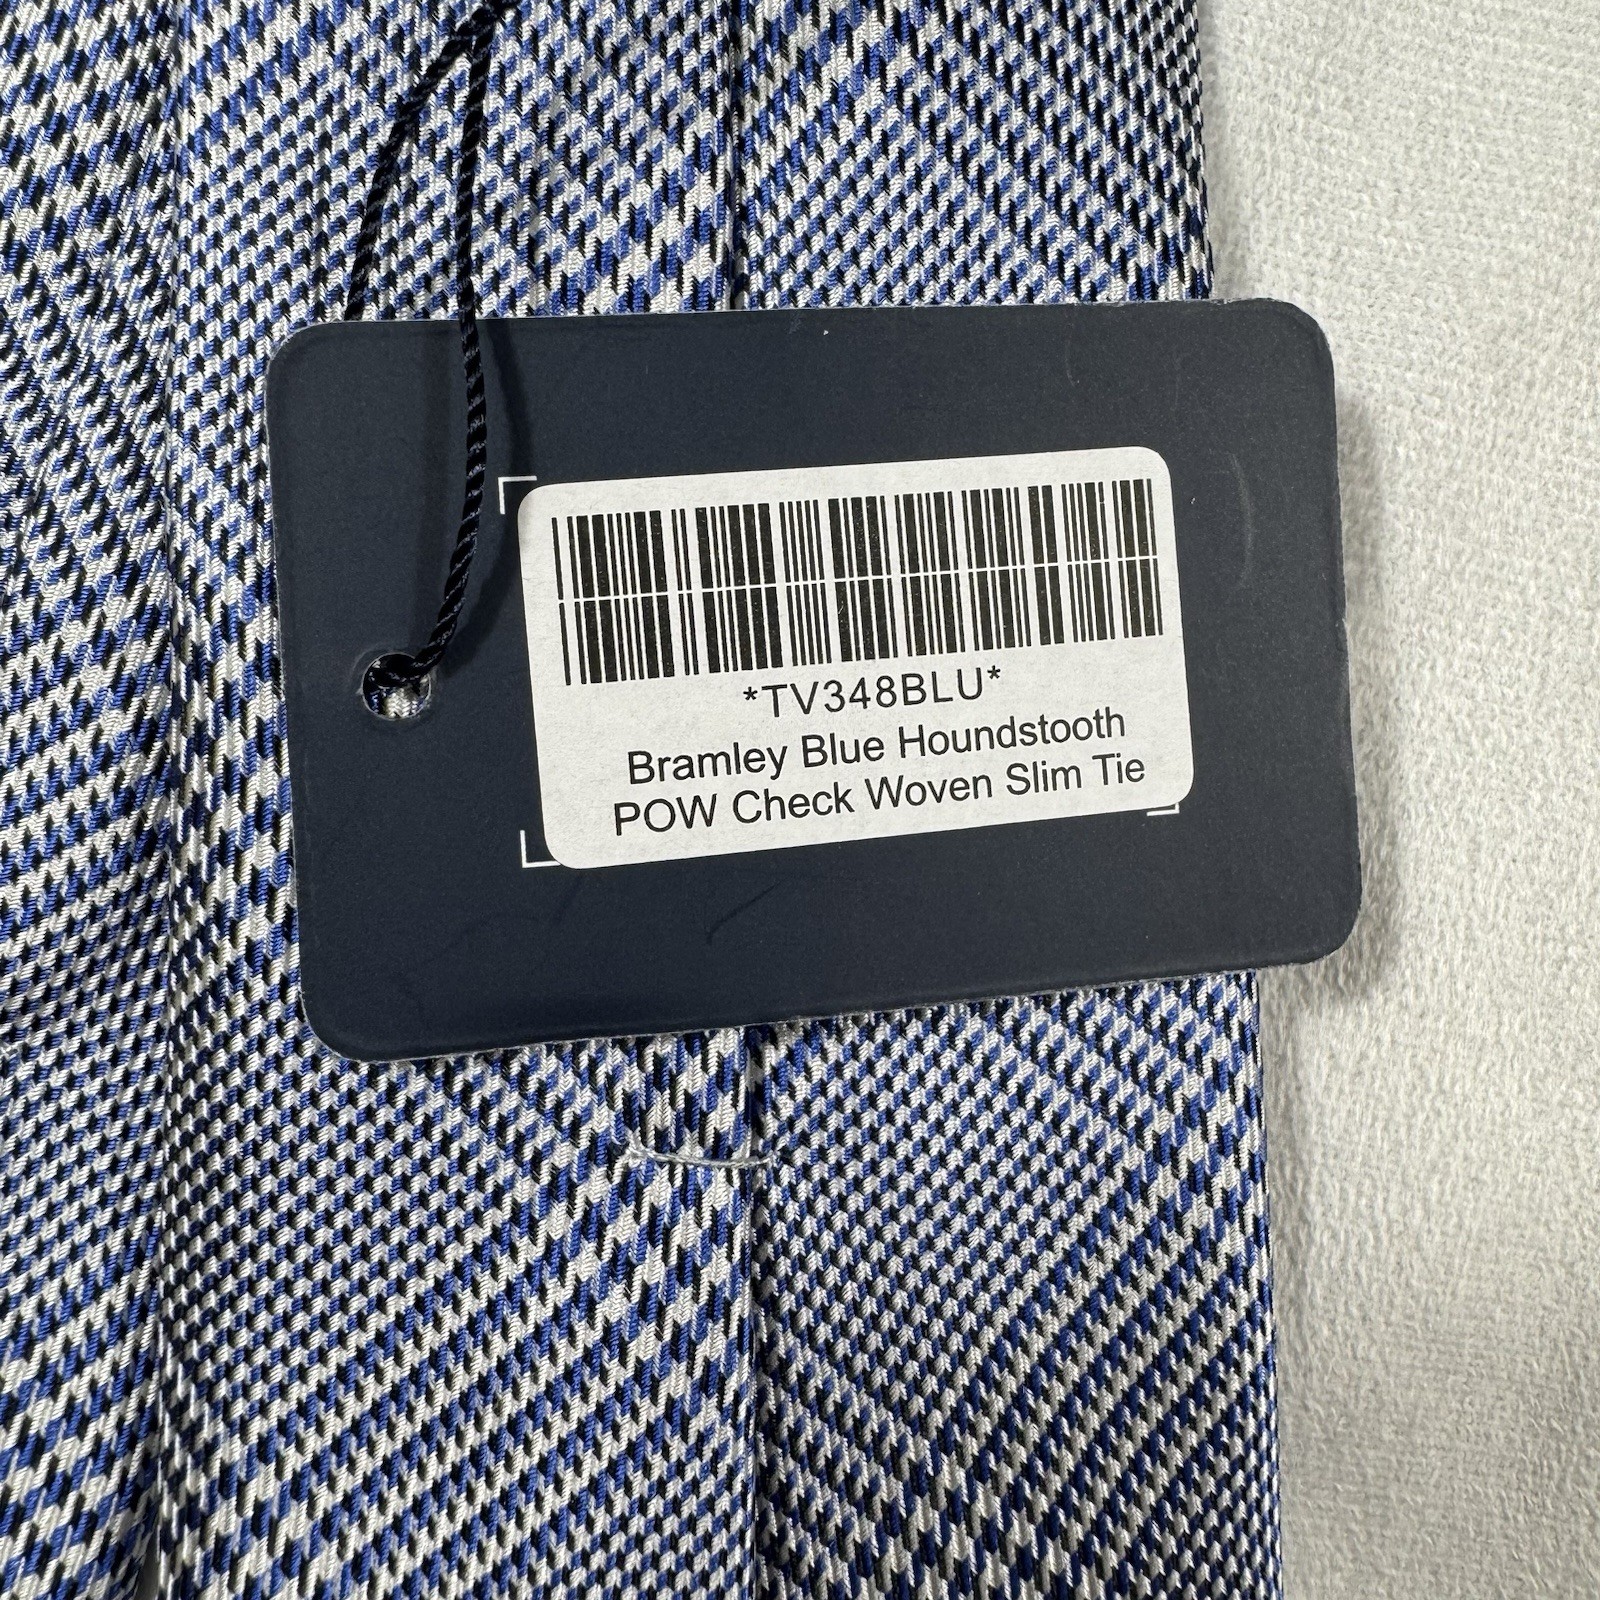 *TV348BLU*
Bramley Blue Houndstooth
POW Check Woven Slim Tie